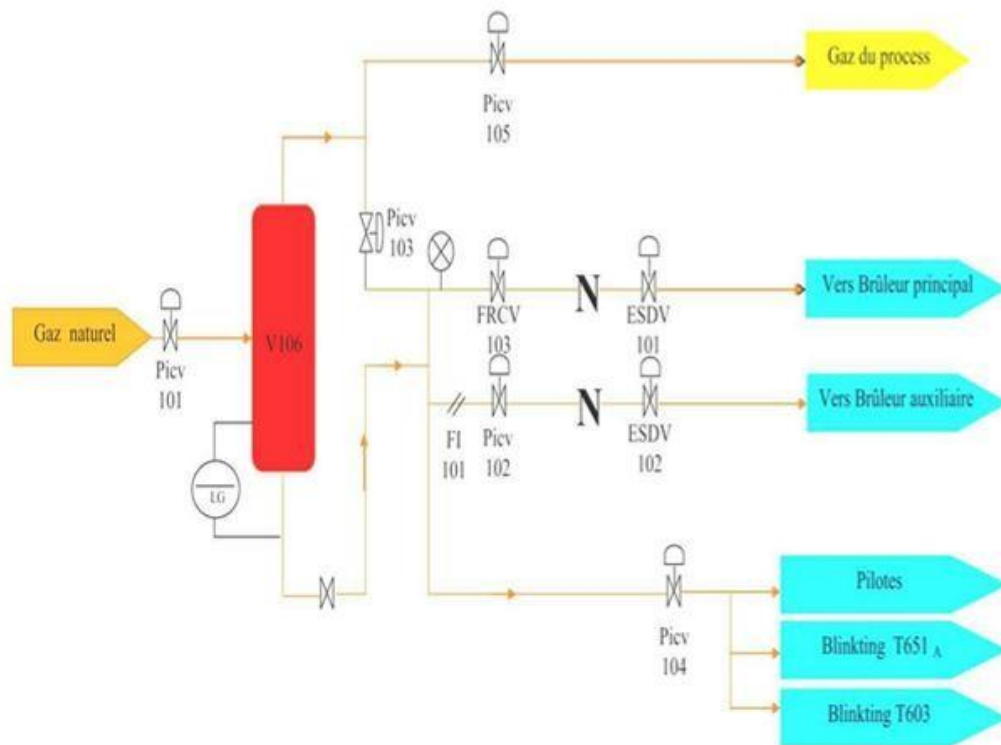 Gaz du process
Picv
105
Picv
103
Vers Brûleur principal
FRCV
103
N
ESDV
101
Gaz naturel
Picv
101
V106
Vers Brûleur auxiliaire
FI
101
Picv
102
N
ESDV
102
LG
Picv
104
Pilotes
Blinkting T651 A
Blinkting T603